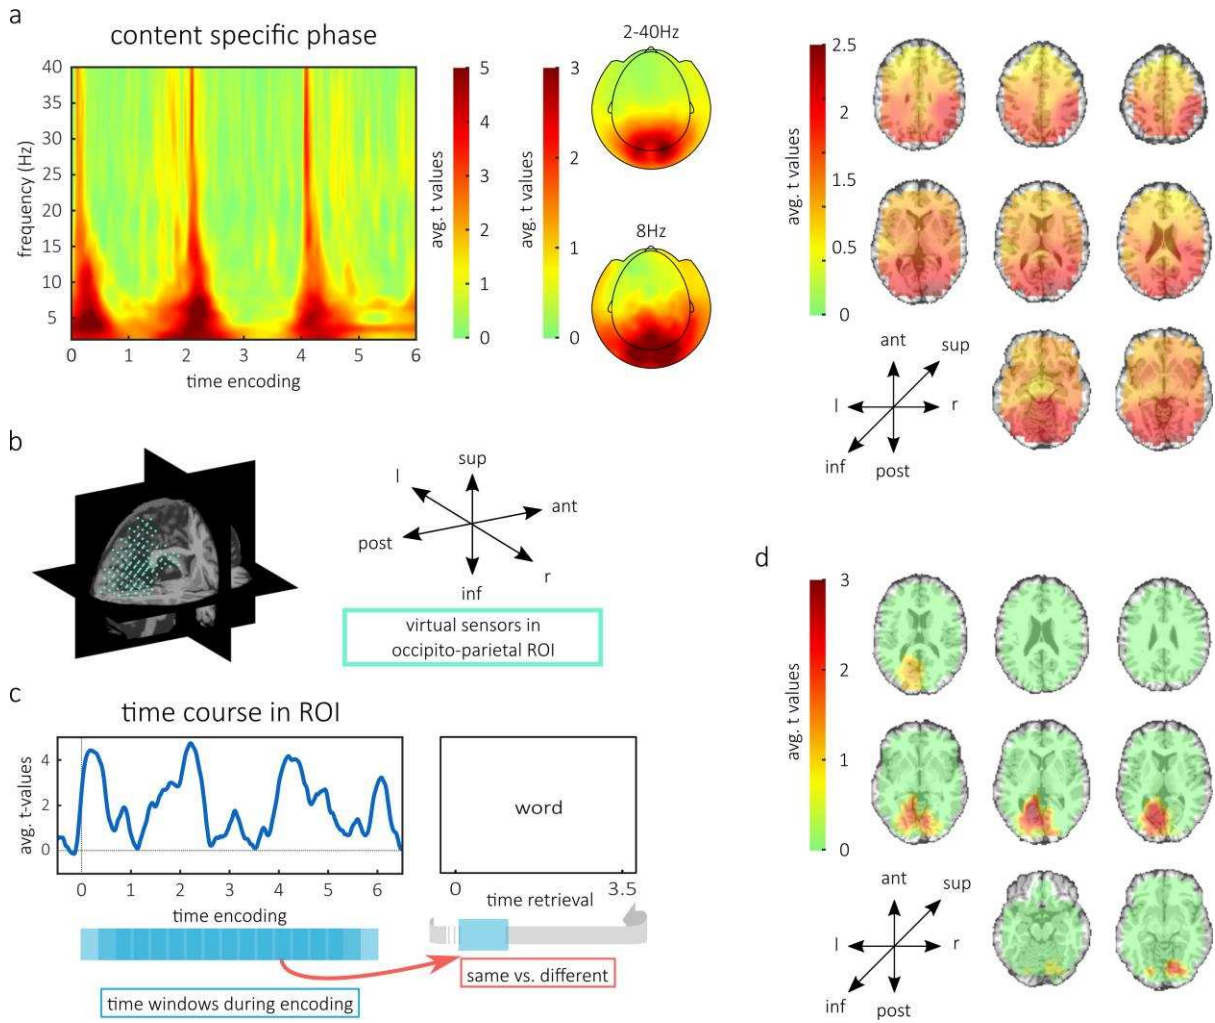 a
content specific phase
40
35
30
25
20
15
10
5
frequency (Hz)
0 1 2 3 4 5 6
time encoding
5
4
3
2
1
0
avg. t values
3
2
1
0
avg. t values
2-40Hz
8Hz
2.5
2
1.5
0.5
0
avg. t values
ant
sup
l
r
inf
post
b
sup
l
ant
post
r
inf
virtual sensors in
occipito-parietal ROI
c
time course in ROI
4
2
0
avg. t-values
0 1 2 3 4 5 6
time encoding
word
0 3.5
time retrieval
same vs. different
time windows during encoding
d
3
2
1
0
avg. t values
ant
sup
l
r
inf
post